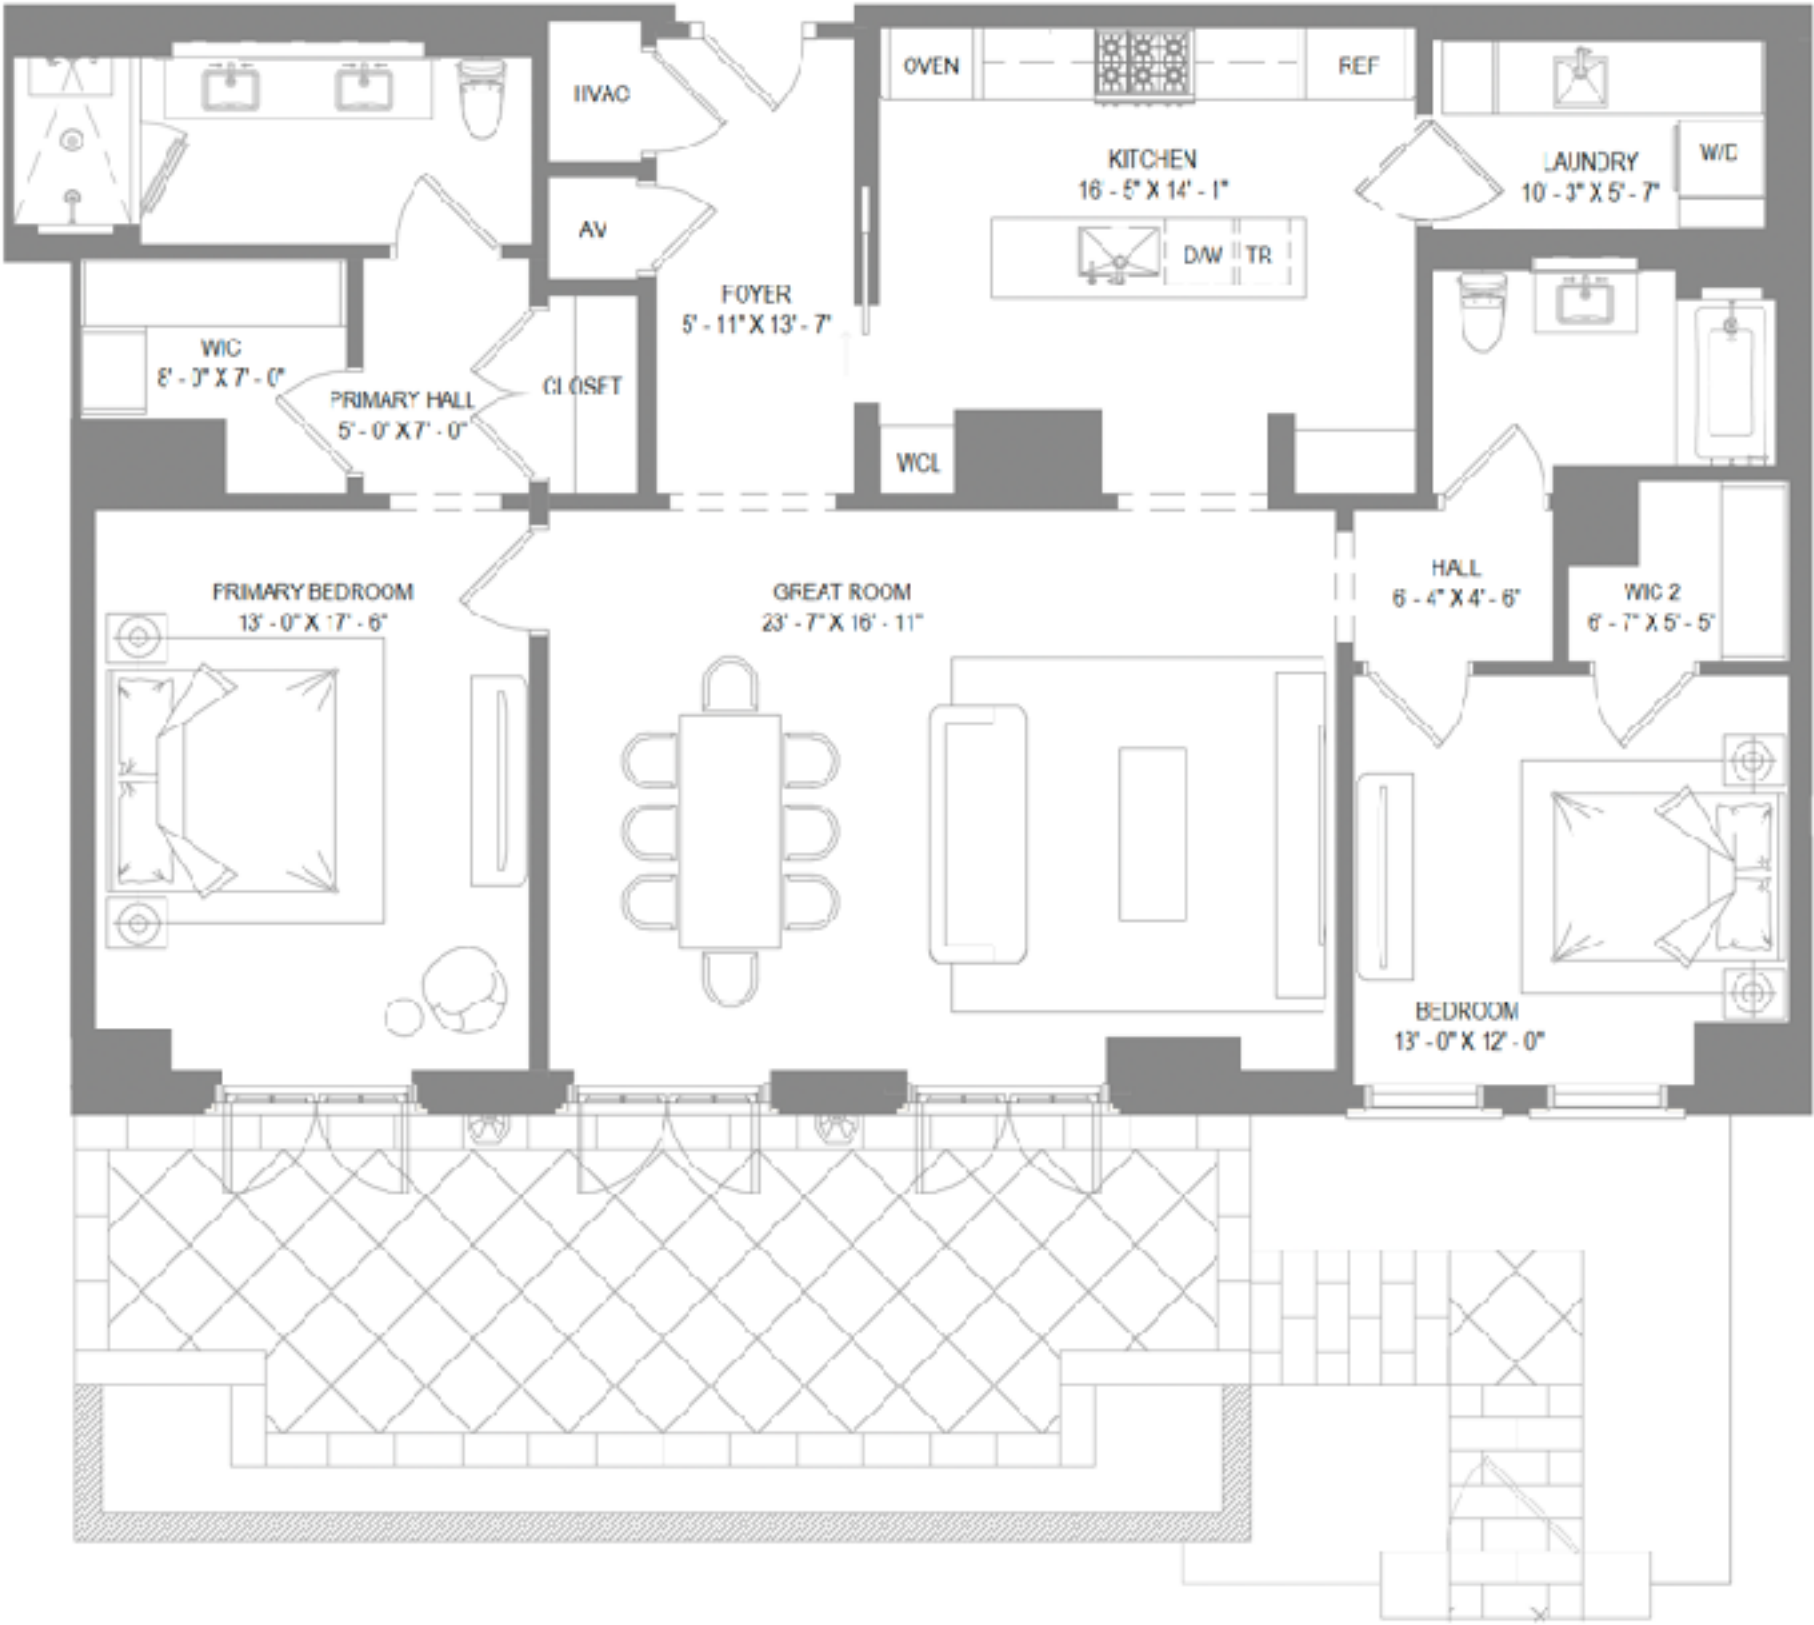 HVAC
OVEN
REF
KITCHEN
16' - 5" X 14' - 1"
LAUNDRY
10' - 3" X 5' - 7"
W/D
AV
D/W
TR
FOYER
5' - 11" X 13' - 7"
WIC
8' - 0" X 7' - 0"
PRIMARY HALL
5' - 0" X 7' - 0"
CLOSET
WCL
PRIMARY BEDROOM
13' - 0" X 17' - 6"
GREAT ROOM
23' - 7" X 16' - 11"
HALL
6' - 4" X 4' - 6"
WIC 2
6' - 7" X 5' - 5"
BEDROOM
13' - 0" X 12' - 0"